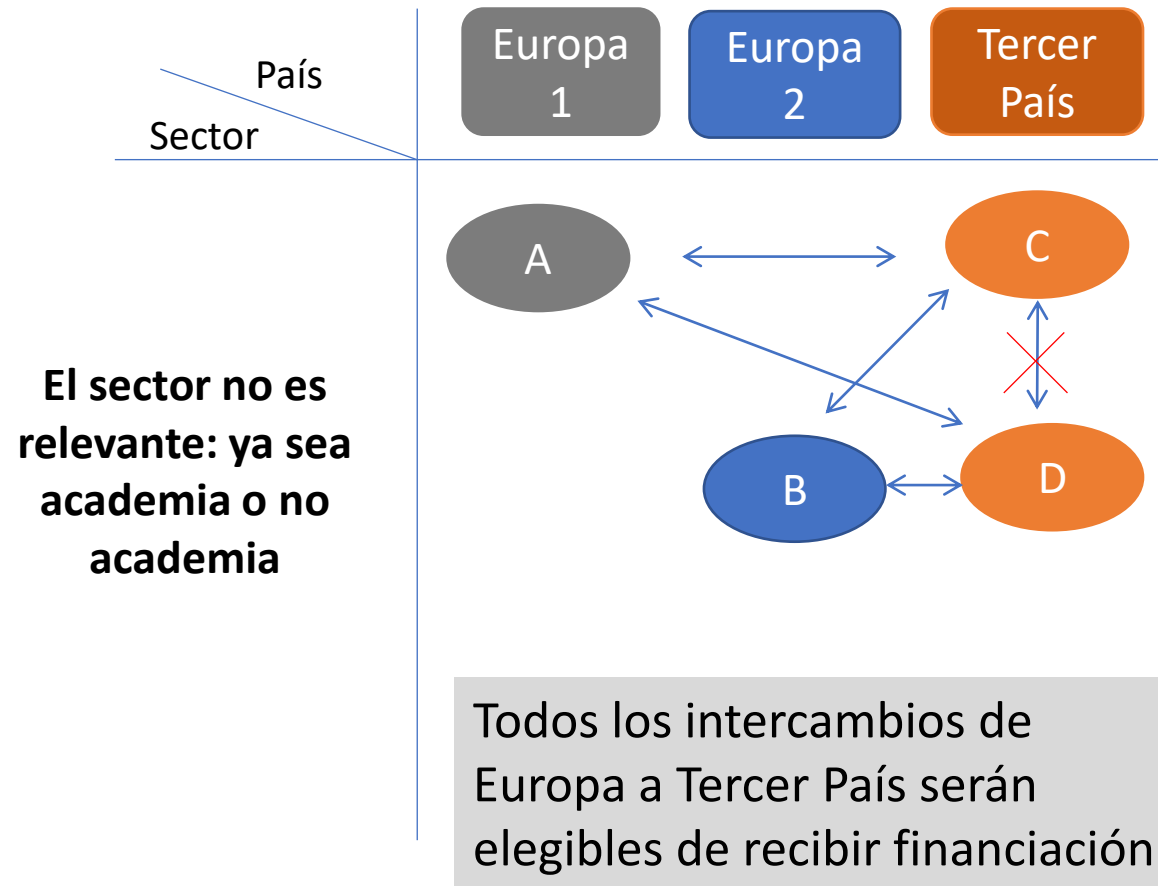 País
Sector
Europa
1
Europa
2
Tercer
País
A
C
B
D
El sector no es
relevante: ya sea
academia o no
academia
Todos los intercambios de
Europa a Tercer País serán
elegibles de recibir financiación